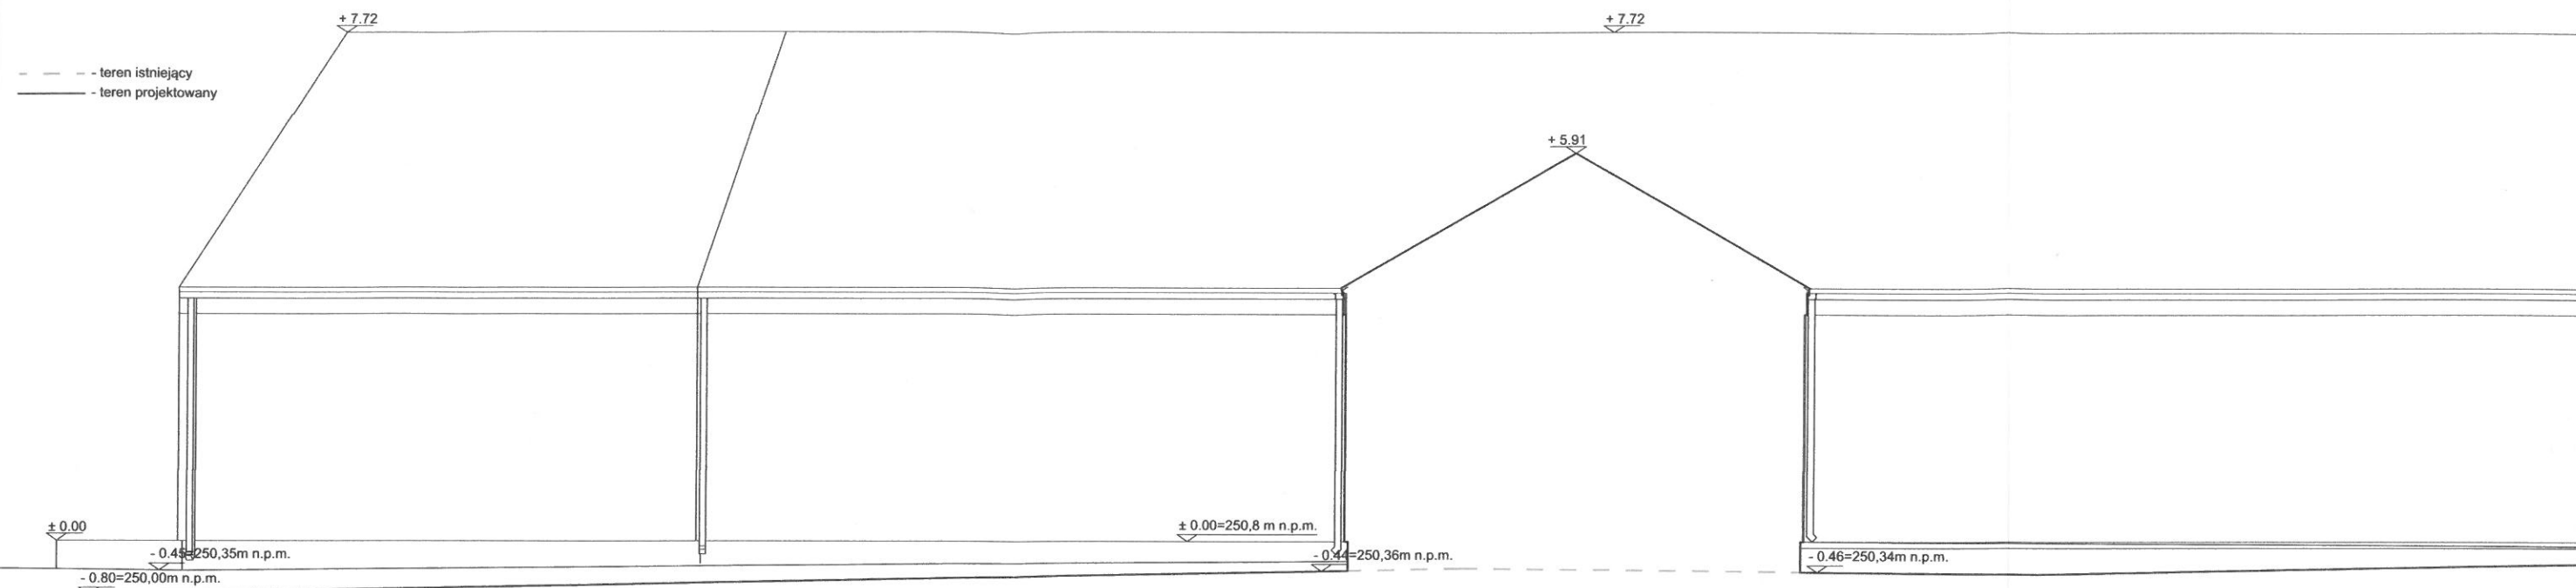 + 7.72
+ 7.72
- teren istniejący
- teren projektowany
+ 5.91
± 0.00
± 0.00=250,8 m n.p.m.
- 0.45=250,35m n.p.m.
- 0.44=250,36m n.p.m.
- 0.46=250,34m n.p.m.
- 0.80=250,00m n.p.m.